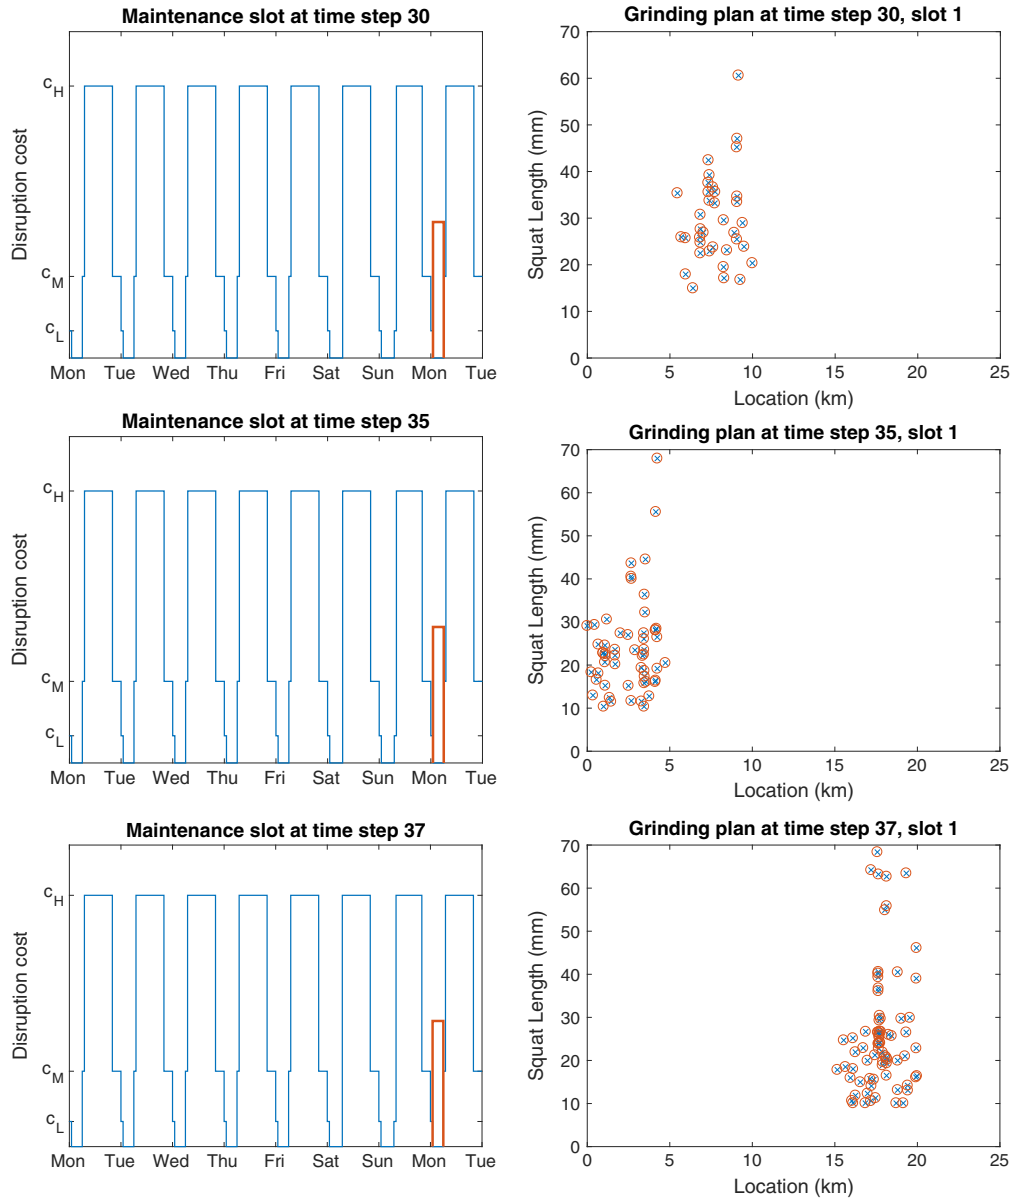 Maintenance slot at time step 30
Disruption cost
c_H
c_M
c_L
Mon Tue Wed Thu Fri Sat Sun Mon Tue
Grinding plan at time step 30, slot 1
Squat Length (mm)
70
60
50
40
30
20
10
0
0 5 10 15 20 25
Location (km)
Maintenance slot at time step 35
Disruption cost
c_H
c_M
c_L
Mon Tue Wed Thu Fri Sat Sun Mon Tue
Grinding plan at time step 35, slot 1
Squat Length (mm)
70
60
50
40
30
20
10
0
0 5 10 15 20 25
Location (km)
Maintenance slot at time step 37
Disruption cost
c_H
c_M
c_L
Mon Tue Wed Thu Fri Sat Sun Mon Tue
Grinding plan at time step 37, slot 1
Squat Length (mm)
70
60
50
40
30
20
10
0
0 5 10 15 20 25
Location (km)